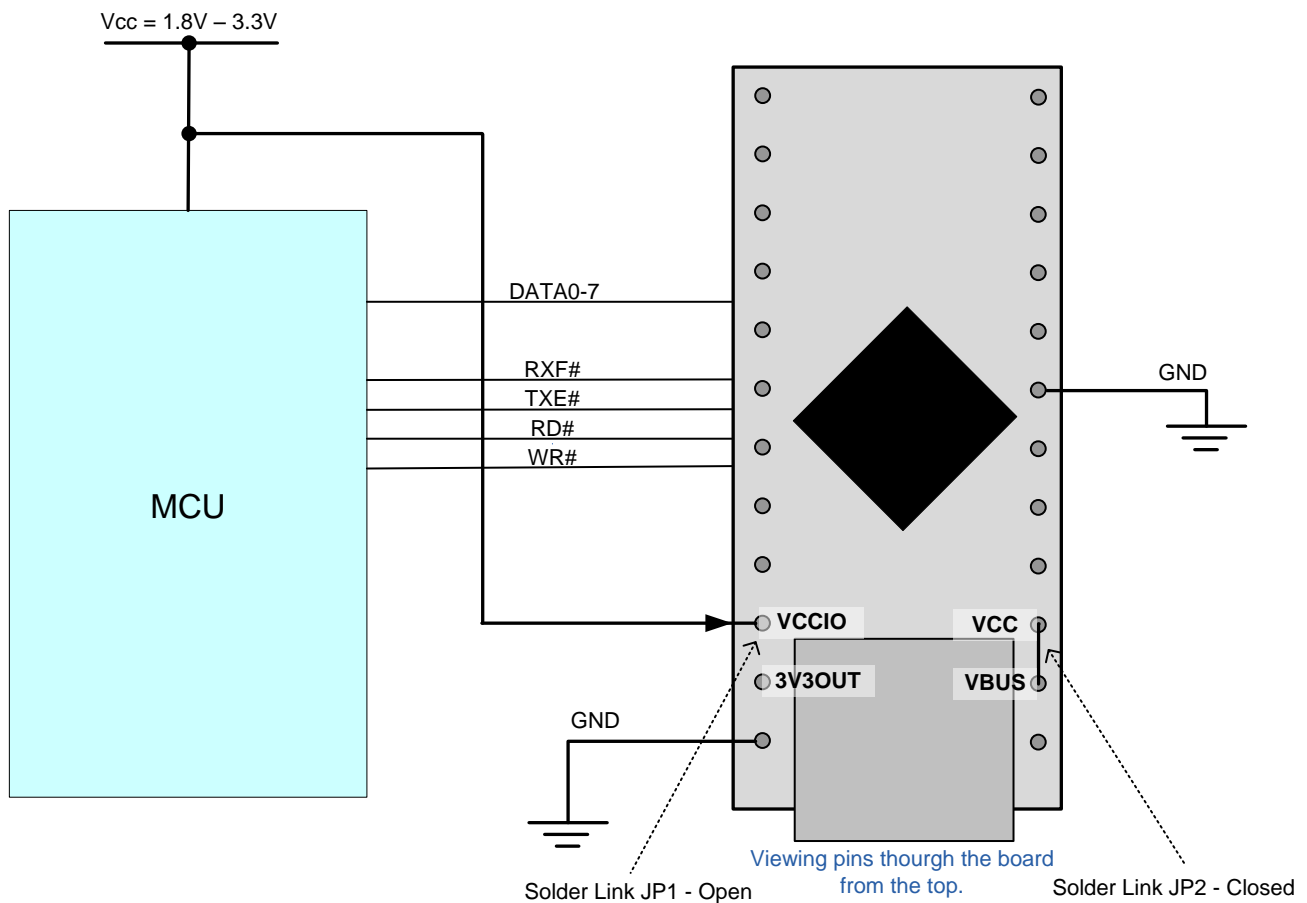 Vcc = 1.8V – 3.3V
DATA0-7
RXF#
TXE#
RD#
WR#
MCU
GND
VCCIO
VCC
3V3OUT
VBUS
GND
Viewing pins thourgh the board
from the top.
Solder Link JP1 - Open
Solder Link JP2 - Closed